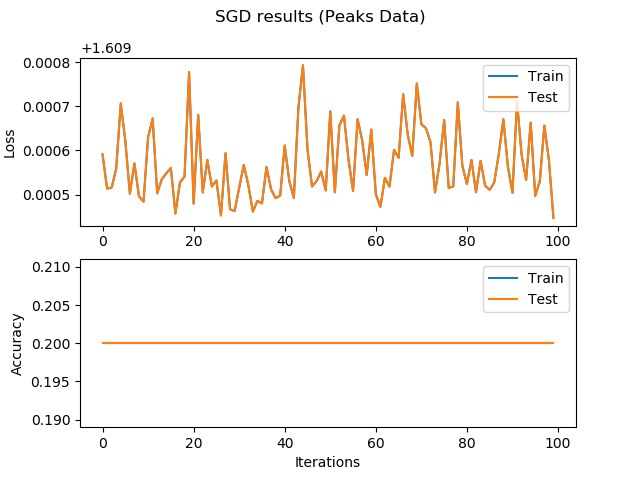 SGD results (Peaks Data)
+1.609
0.0008
0.0007
0.0006
0.0005
Loss
Train
Test
0 20 40 60 80 100
0.210
0.205
0.200
0.195
0.190
Accuracy
Train
Test
0 20 40 60 80 100
Iterations